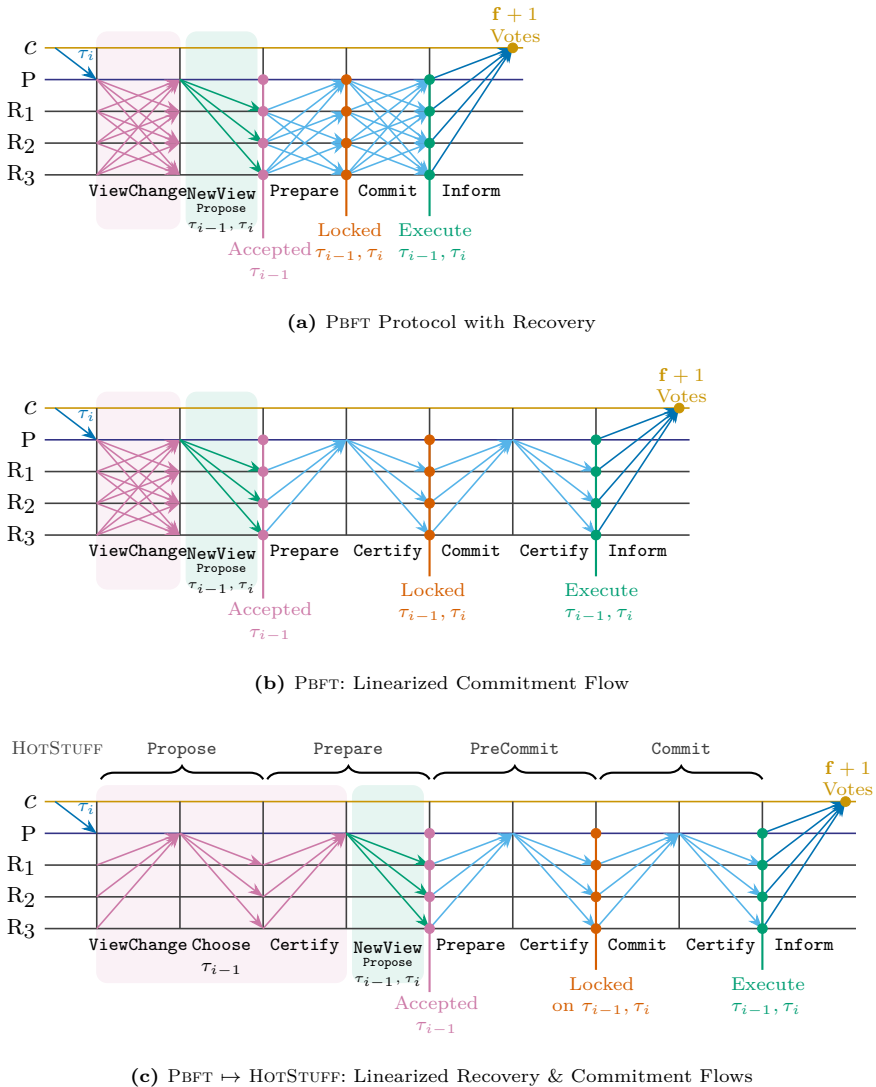 f + 1
Votes
c
τi
P
R1
R2
R3
ViewChange
NewView
Propose
τi−1, τi
Prepare
Commit
Inform
Accepted
τi−1
Locked
τi−1, τi
Execute
τi−1, τi
(a) PBFT Protocol with Recovery
f + 1
Votes
c
τi
P
R1
R2
R3
ViewChange
NewView
Propose
τi−1, τi
Prepare
Certify
Commit
Certify
Inform
Accepted
τi−1
Locked
τi−1, τi
Execute
τi−1, τi
(b) PBFT: Linearized Commitment Flow
HOTSTUFF
Propose
Prepare
PreCommit
Commit
f + 1
Votes
c
τi
P
R1
R2
R3
ViewChange
Choose
τi−1
Certify
NewView
Propose
τi−1, τi
Prepare
Certify
Commit
Certify
Inform
Accepted
τi−1
Locked
on τi−1, τi
Execute
τi−1, τi
(c) PBFT ↦ HOTSTUFF: Linearized Recovery & Commitment Flows